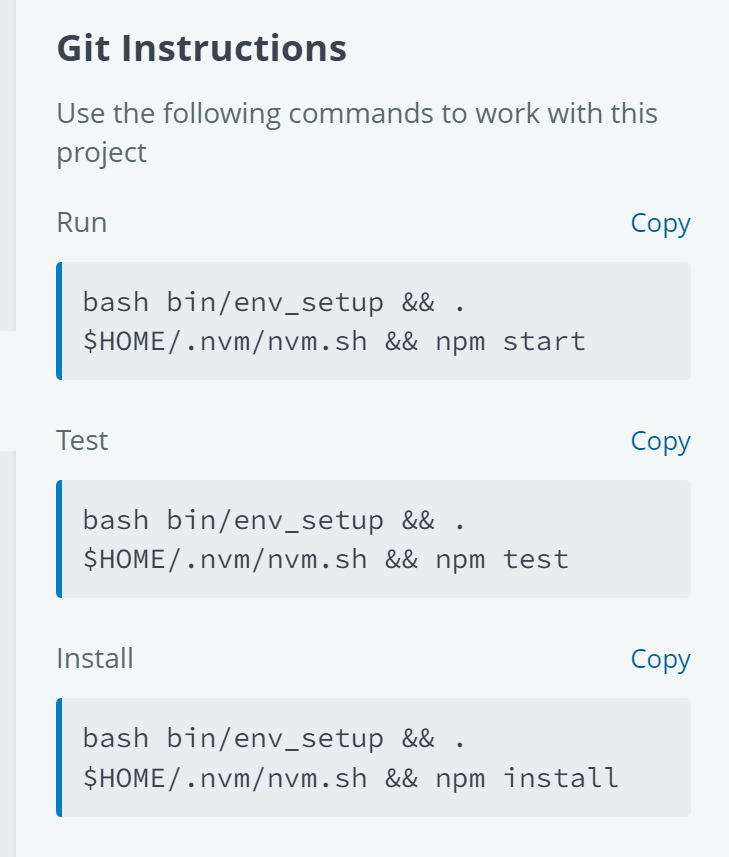 Git Instructions
Use the following commands to work with this
project
Run
Copy
bash bin/env_setup && .
$HOME/.nvm/nvm.sh && npm start
Test
Copy
bash bin/env_setup && .
$HOME/.nvm/nvm.sh && npm test
Install
Copy
bash bin/env_setup && .
$HOME/.nvm/nvm.sh && npm install